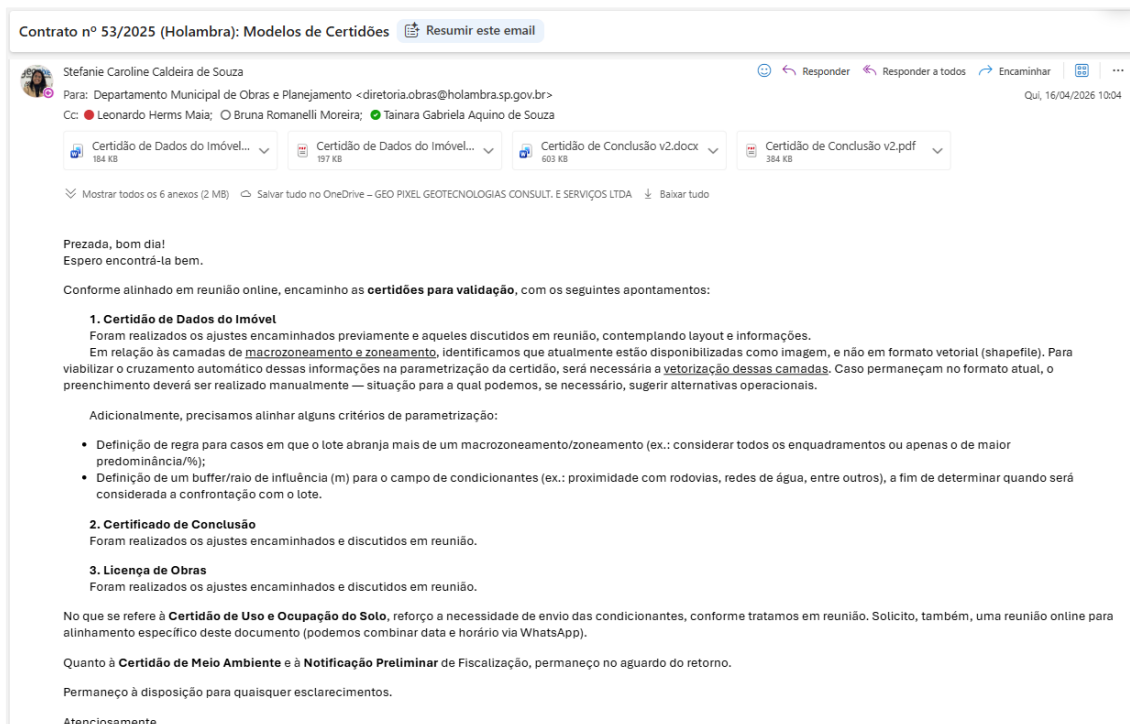 Contrato nº 53/2025 (Holambra): Modelos de Certidões Resumir este email
Stefanie Caroline Caldeira de Souza
Responder Responder a todos Encaminhar
Para: Departamento Municipal de Obras e Planejamento <diretoria.obras@holambra.sp.gov.br>
Qui, 16/04/2026 10:04
Cc: Leonardo Herms Maia; Bruna Romanelli Moreira; Tainara Gabriela Aquino de Souza
Certidão de Dados do Imóvel...
184 KB
Certidão de Dados do Imóvel...
197 KB
Certidão de Conclusão v2.docx
603 KB
Certidão de Conclusão v2.pdf
384 KB
Mostrar todos os 6 anexos (2 MB) Salvar tudo no OneDrive – GEO PIXEL GEOTECNOLOGIAS CONSULT. E SERVIÇOS LTDA Baixar tudo
Prezada, bom dia!
Espero encontrá-la bem.
Conforme alinhado em reunião online, encaminho as certidões para validação, com os seguintes apontamentos:
1. Certidão de Dados do Imóvel
Foram realizados os ajustes encaminhados previamente e aqueles discutidos em reunião, contemplando layout e informações.
Em relação às camadas de macrozoneamento e zoneamento, identificamos que atualmente estão disponibilizadas como imagem, e não em formato vetorial (shapefile). Para
viabilizar o cruzamento automático dessas informações na parametrização da certidão, será necessária a vetorização dessas camadas. Caso permaneçam no formato atual, o
preenchimento deverá ser realizado manualmente — situação para a qual podemos, se necessário, sugerir alternativas operacionais.
Adicionalmente, precisamos alinhar alguns critérios de parametrização:
• Definição de regra para casos em que o lote abranja mais de um macrozoneamento/zoneamento (ex.: considerar todos os enquadramentos ou apenas o de maior
predominância/%);
• Definição de um buffer/raio de influência (m) para o campo de condicionantes (ex.: proximidade com rodovias, redes de água, entre outros), a fim de determinar quando será
considerada a confrontação com o lote.
2. Certificado de Conclusão
Foram realizados os ajustes encaminhados e discutidos em reunião.
3. Licença de Obras
Foram realizados os ajustes encaminhados e discutidos em reunião.
No que se refere à Certidão de Uso e Ocupação do Solo, reforço a necessidade de envio das condicionantes, conforme tratamos em reunião. Solicito, também, uma reunião online para
alinhamento específico deste documento (podemos combinar data e horário via WhatsApp).
Quanto à Certidão de Meio Ambiente e à Notificação Preliminar de Fiscalização, permaneço no aguardo do retorno.
Permaneço à disposição para quaisquer esclarecimentos.
Atenciosamente